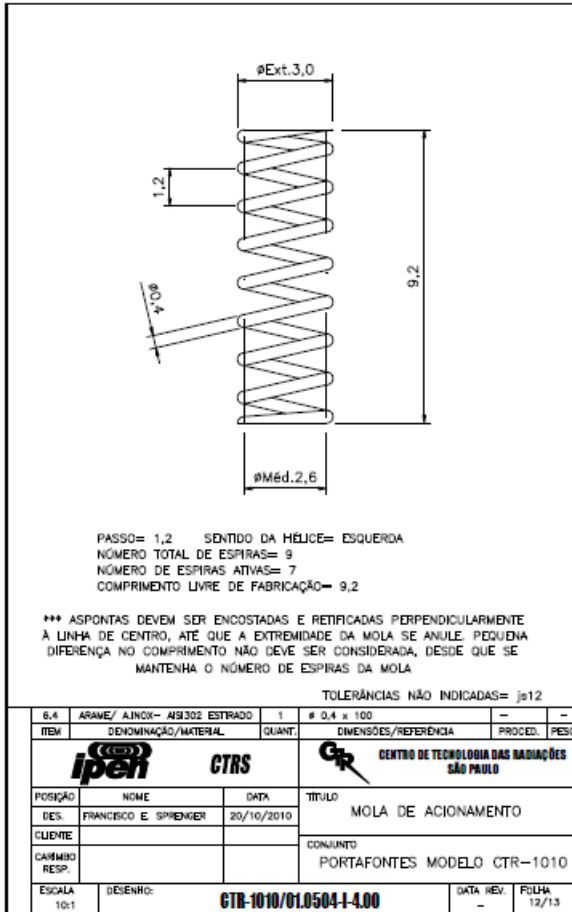 øExt.3,0
1,2
9,2
ø0,4
øMéd.2,6
PASSO= 1,2 SENTIDO DA HÉLICE= ESQUERDA
NÚMERO TOTAL DE ESPIRAS= 9
NÚMERO DE ESPIRAS ATIVAS= 7
COMPRIMENTO LIVRE DE FABRICAÇÃO= 9,2
*** ASPONTAS DEVEM SER ENCOSTADAS E RETIFICADAS PERPENDICULARMENTE
À LINHA DE CENTRO, ATÉ QUE A EXTREMIDADE DA MOLA SE ANULE. PEQUENA
DIFERENÇA NO COMPRIMENTO NÃO DEVE SER CONSIDERADA, DESDE QUE SE
MANTENHA O NÚMERO DE ESPIRAS DA MOLA
TOLERÂNCIAS NÃO INDICADAS= js12
6.4 ARAME/ A.INOX- AISI302 ESTIRADO 1 ø 0,4 x 100 - -
ITEM DENOMINAÇÃO/MATERIAL QUANT. DIMENSÕES/REFERÊNCIA PROCED. PESO
ipen CTRS CTR CENTRO DE TECNOLOGIA DAS RADIAÇÕES
SÃO PAULO
POSIÇÃO NOME DATA TÍTULO
DES. FRANCISCO E. SPRENGER 20/10/2010 MOLA DE ACIONAMENTO
CLIENTE
CARIMBO
RESP.
CONJUNTO
PORTAFONTES MODELO CTR-1010
ESCALA DESENHO: DATA REV. FOLHA
10:1 CTR-1010/01.0504-I-4.00 - 12/13